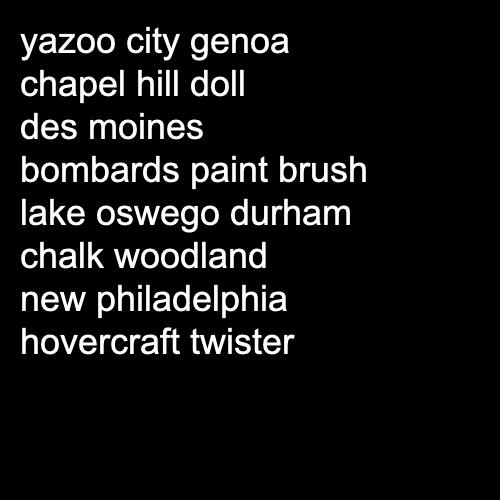 yazoo city genoa
chapel hill doll
des moines
bombards paint brush
lake oswego durham
chalk woodland
new philadelphia
hovercraft twister